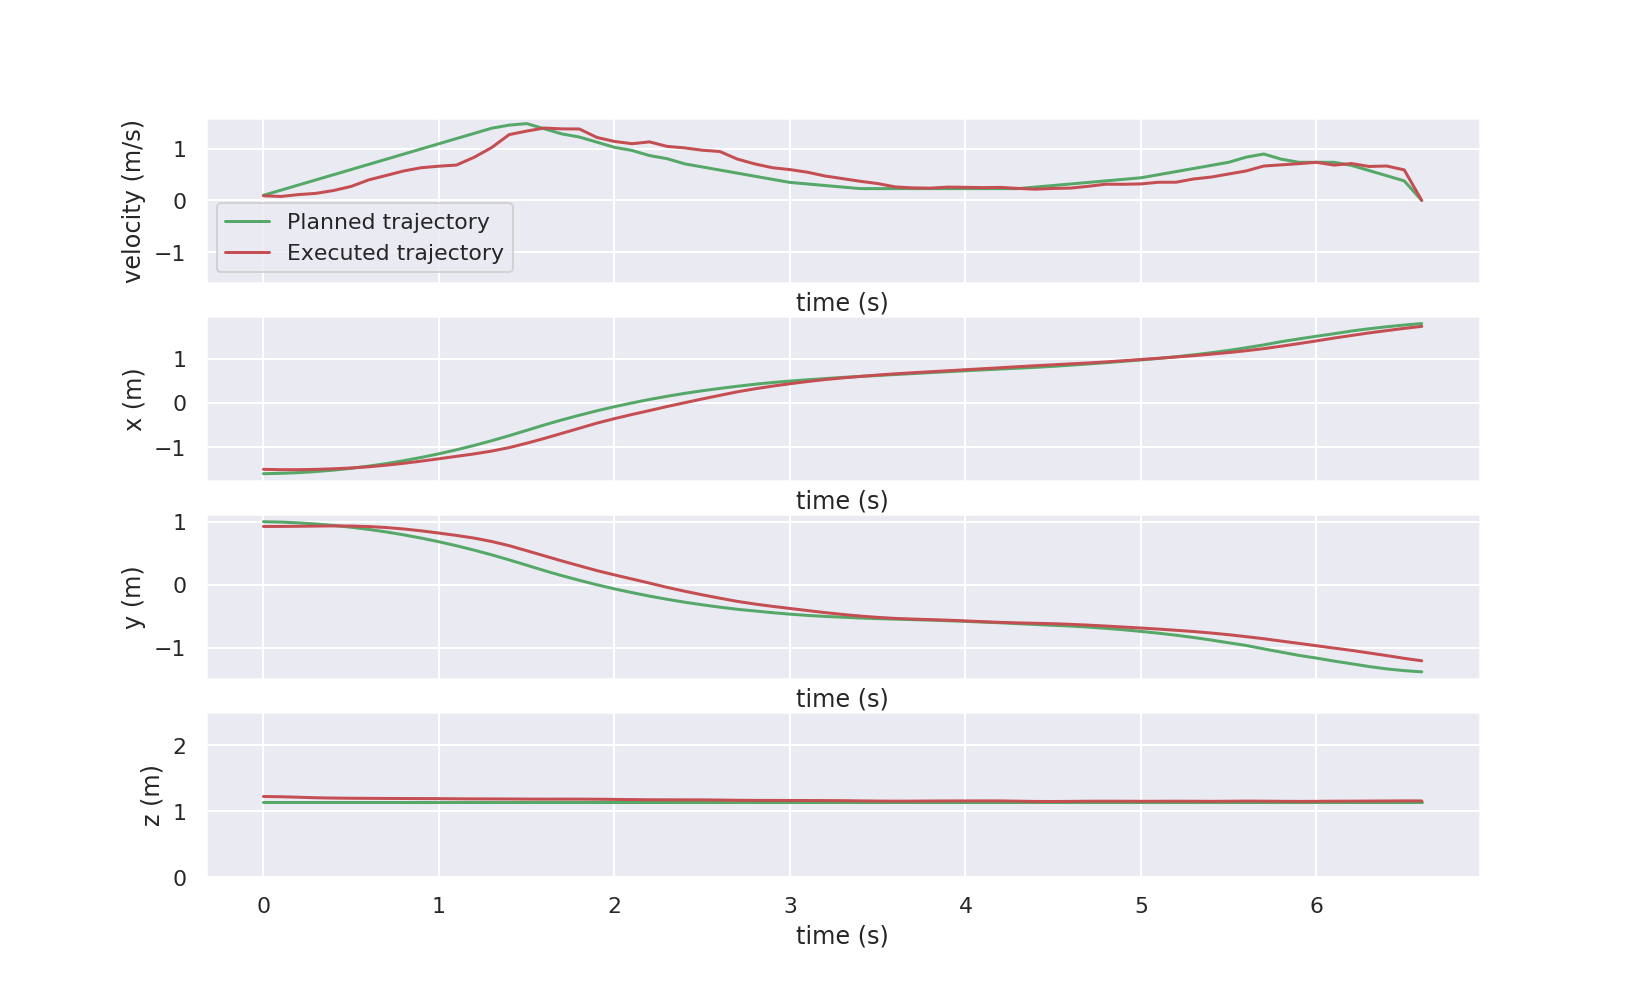 velocity (m/s)
1
0
−1
Planned trajectory
Executed trajectory
time (s)
x (m)
1
0
−1
time (s)
y (m)
1
0
−1
time (s)
z (m)
2
1
0
0 1 2 3 4 5 6
time (s)